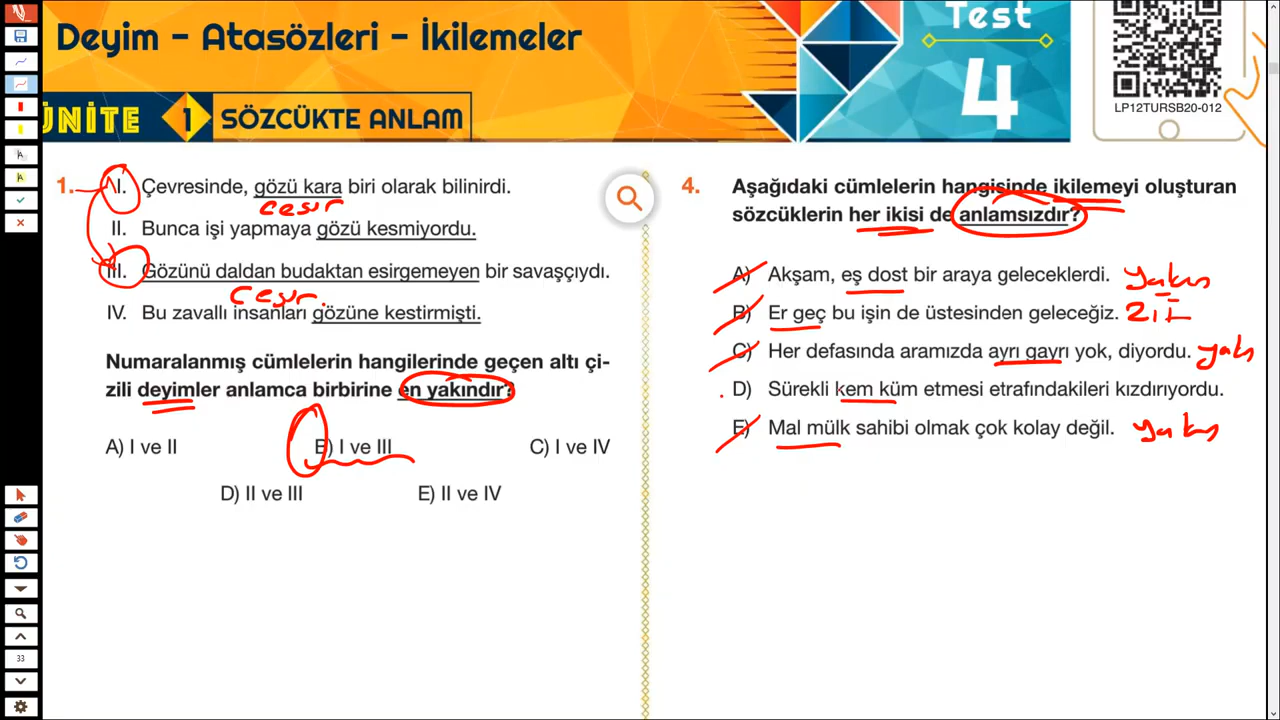 Deyim – Atasözleri – İkilemeler
Test
4
ÜNİTE 1 SÖZCÜKTE ANLAM
LP12TURSB20-012
1. I. Çevresinde, gözü kara biri olarak bilinirdi.
cesur
II. Bunca işi yapmaya gözü kesmiyordu.
III. Gözünü daldan budaktan esirgemeyen bir savaşçıydı.
cesur.
IV. Bu zavallı insanları gözüne kestirmişti.
Numaralanmış cümlelerin hangilerinde geçen altı çi-
zili deyimler anlamca birbirine en yakındır?
A) I ve II B) I ve III C) I ve IV
D) II ve III E) II ve IV
4. Aşağıdaki cümlelerin hangisinde ikilemeyi oluşturan
sözcüklerin her ikisi de anlamsızdır?
A) Akşam, eş dost bir araya geleceklerdi. yakın
B) Er geç bu işin de üstesinden geleceğiz. Zıt
C) Her defasında aramızda ayrı gayrı yok, diyordu. yakı
D) Sürekli kem küm etmesi etrafındakileri kızdırıyordu.
E) Mal mülk sahibi olmak çok kolay değil. yakın
33